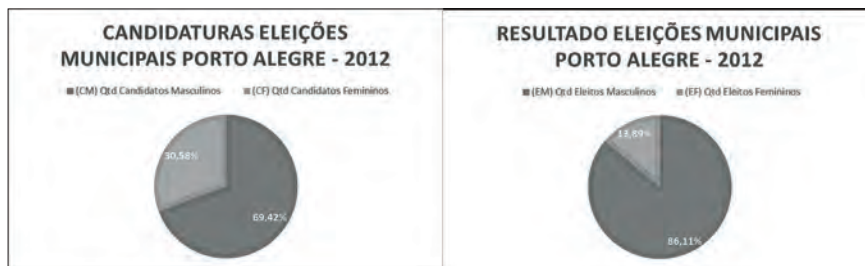 CANDIDATURAS ELEIÇÕES
MUNICIPAIS PORTO ALEGRE - 2012
(CM) Qtd Candidatos Masculinos (CF) Qtd Candidatos Femininos
30,58%
69,42%
RESULTADO ELEIÇÕES MUNICIPAIS
PORTO ALEGRE - 2012
(EM) Qtd Eleitos Masculinos (EF) Qtd Eleitos Femininos
13,89%
86,11%